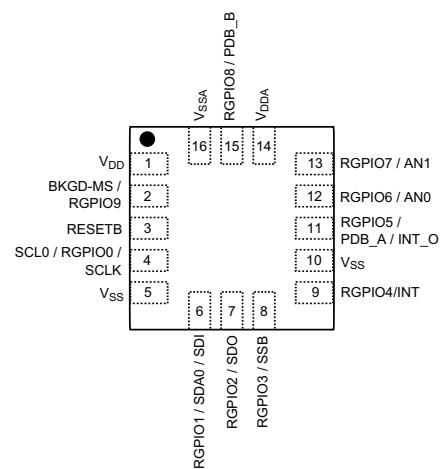 VSSA
RGPIO8 / PDB_B
VDDA
16
15
14
VDD
1
BKGD-MS /
RGPIO9
2
RESETB
3
SCL0 / RGPIO0 /
SCLK
4
VSS
5
13
RGPIO7 / AN1
12
RGPIO6 / AN0
11
RGPIO5 /
PDB_A / INT_O
10
VSS
9
RGPIO4/INT
6
7
8
RGPIO1 / SDA0 / SDI
RGPIO2 / SDO
RGPIO3 / SSB